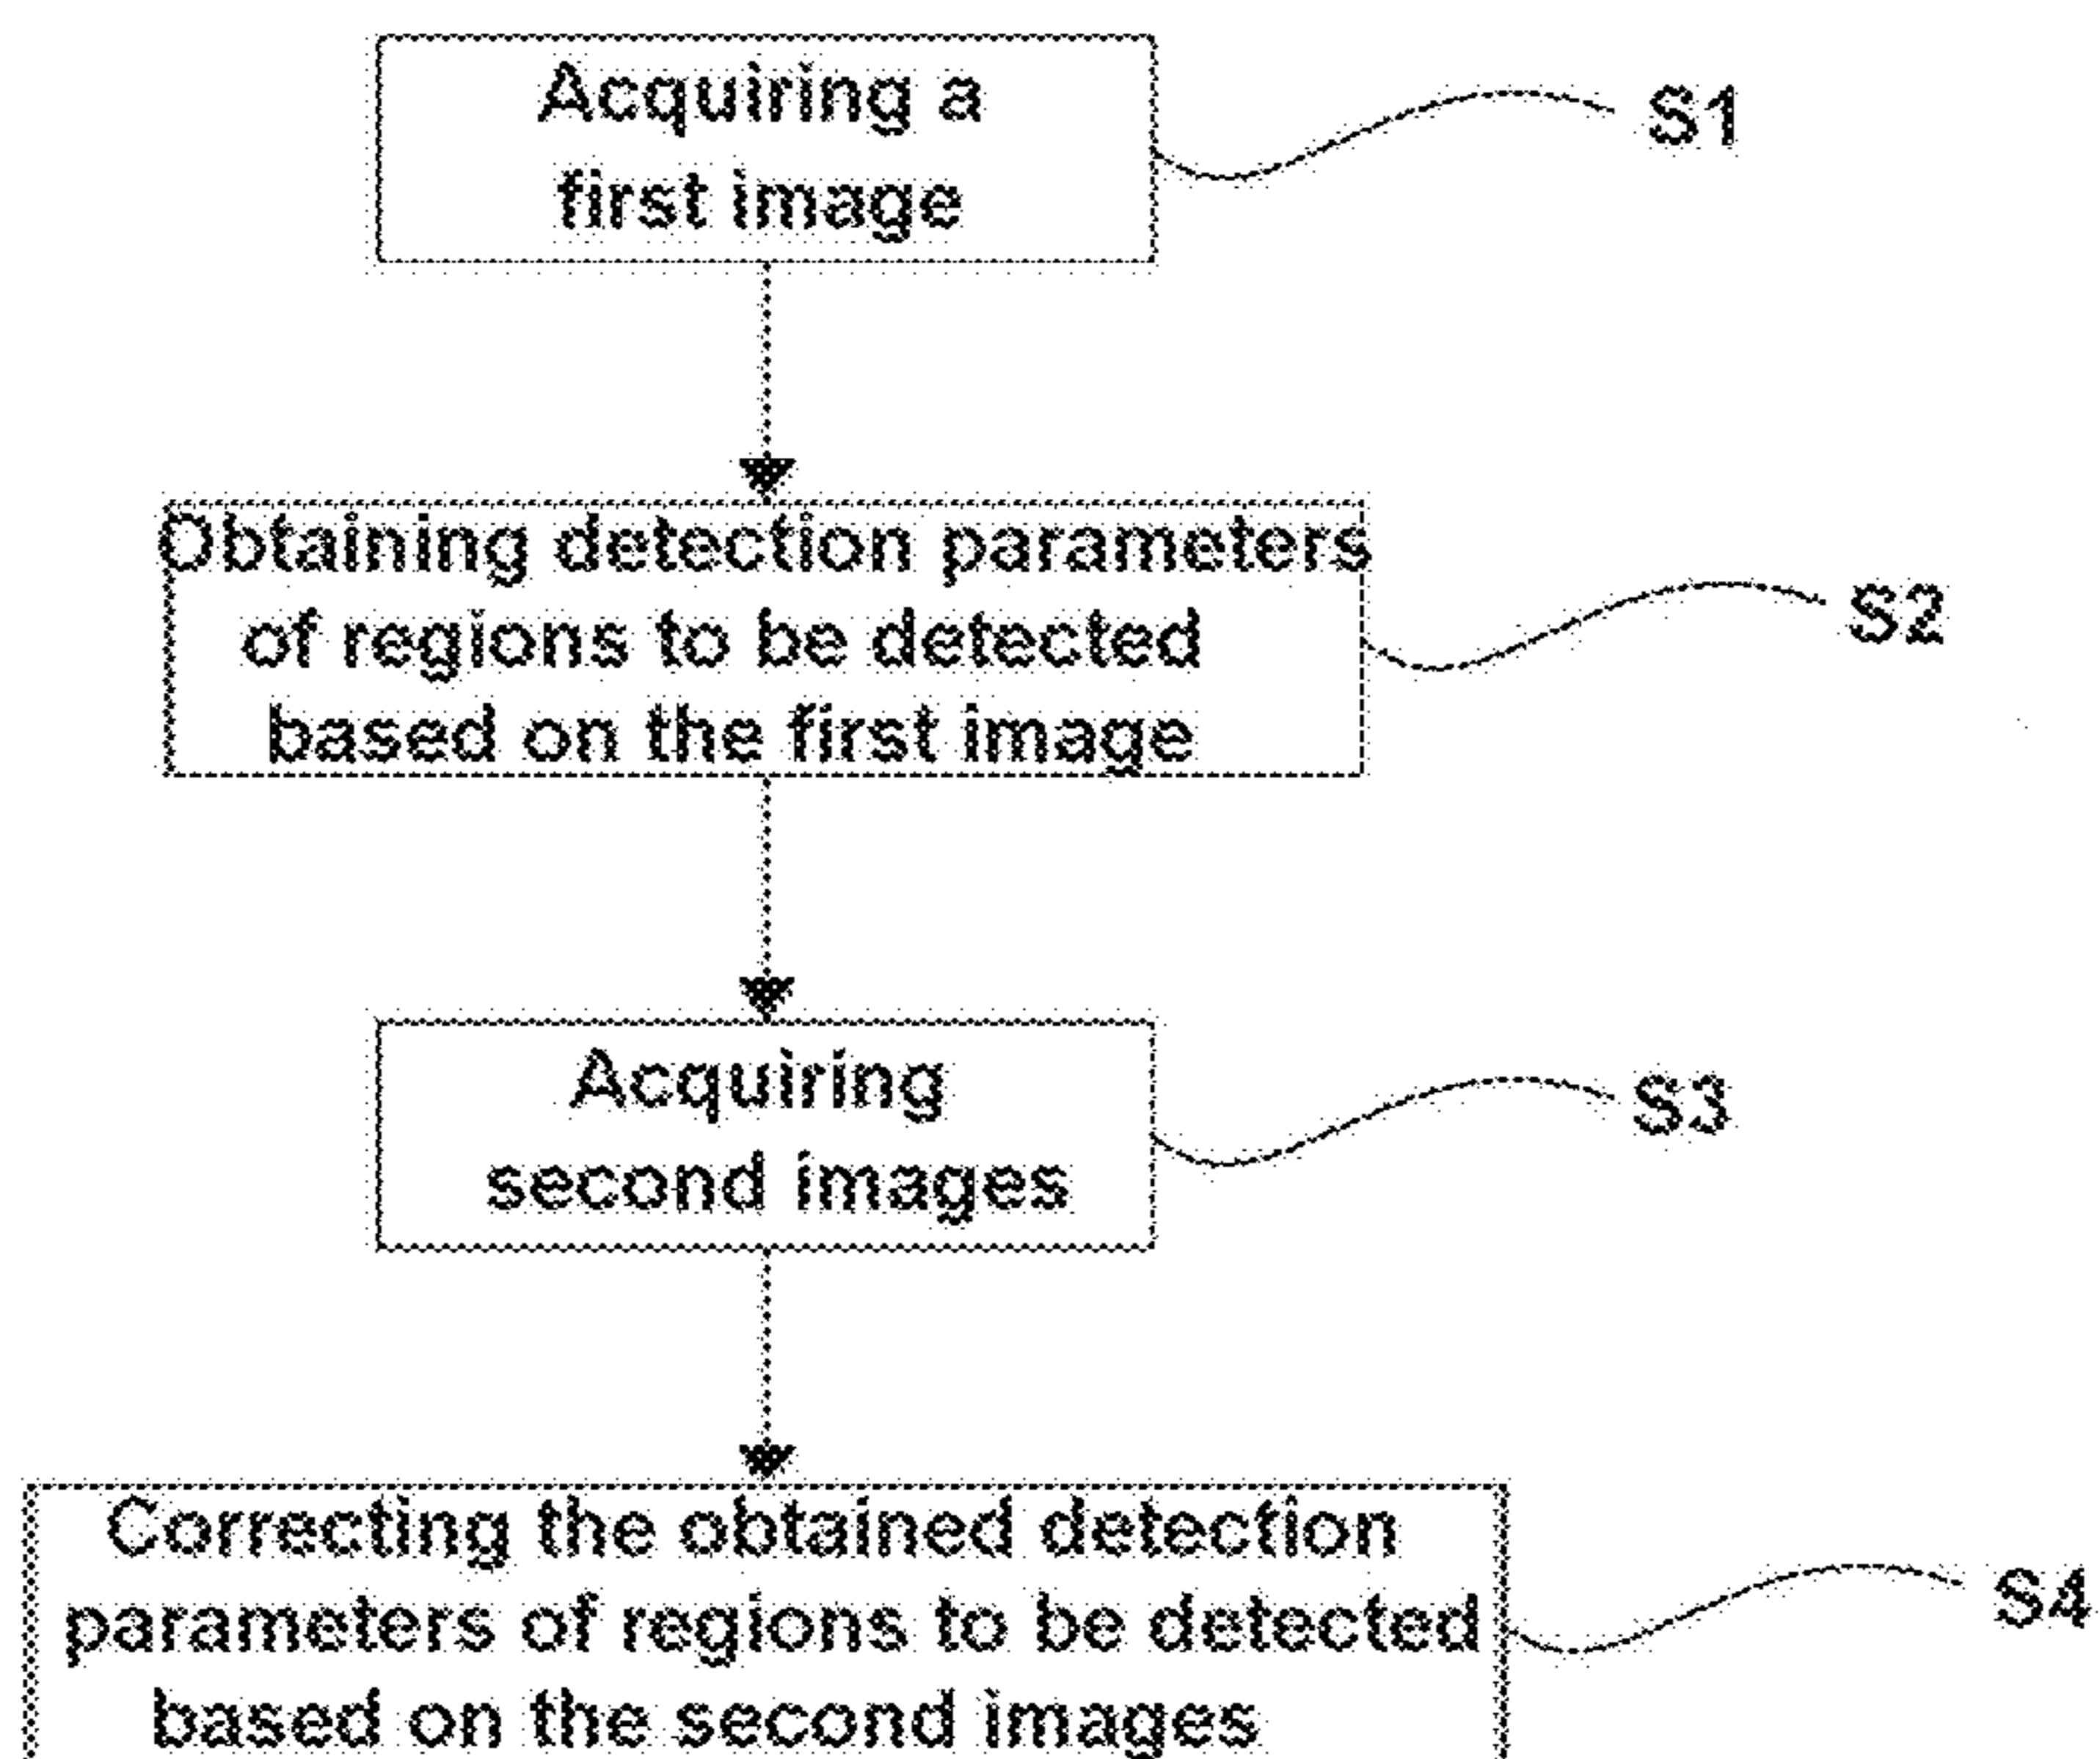 Acquiring a
first image
S1
Obtaining detection parameters
of regions to be detected
based on the first image
S2
Acquiring
second images
S3
Correcting the obtained detection
parameters of regions to be detected
based on the second images
S4